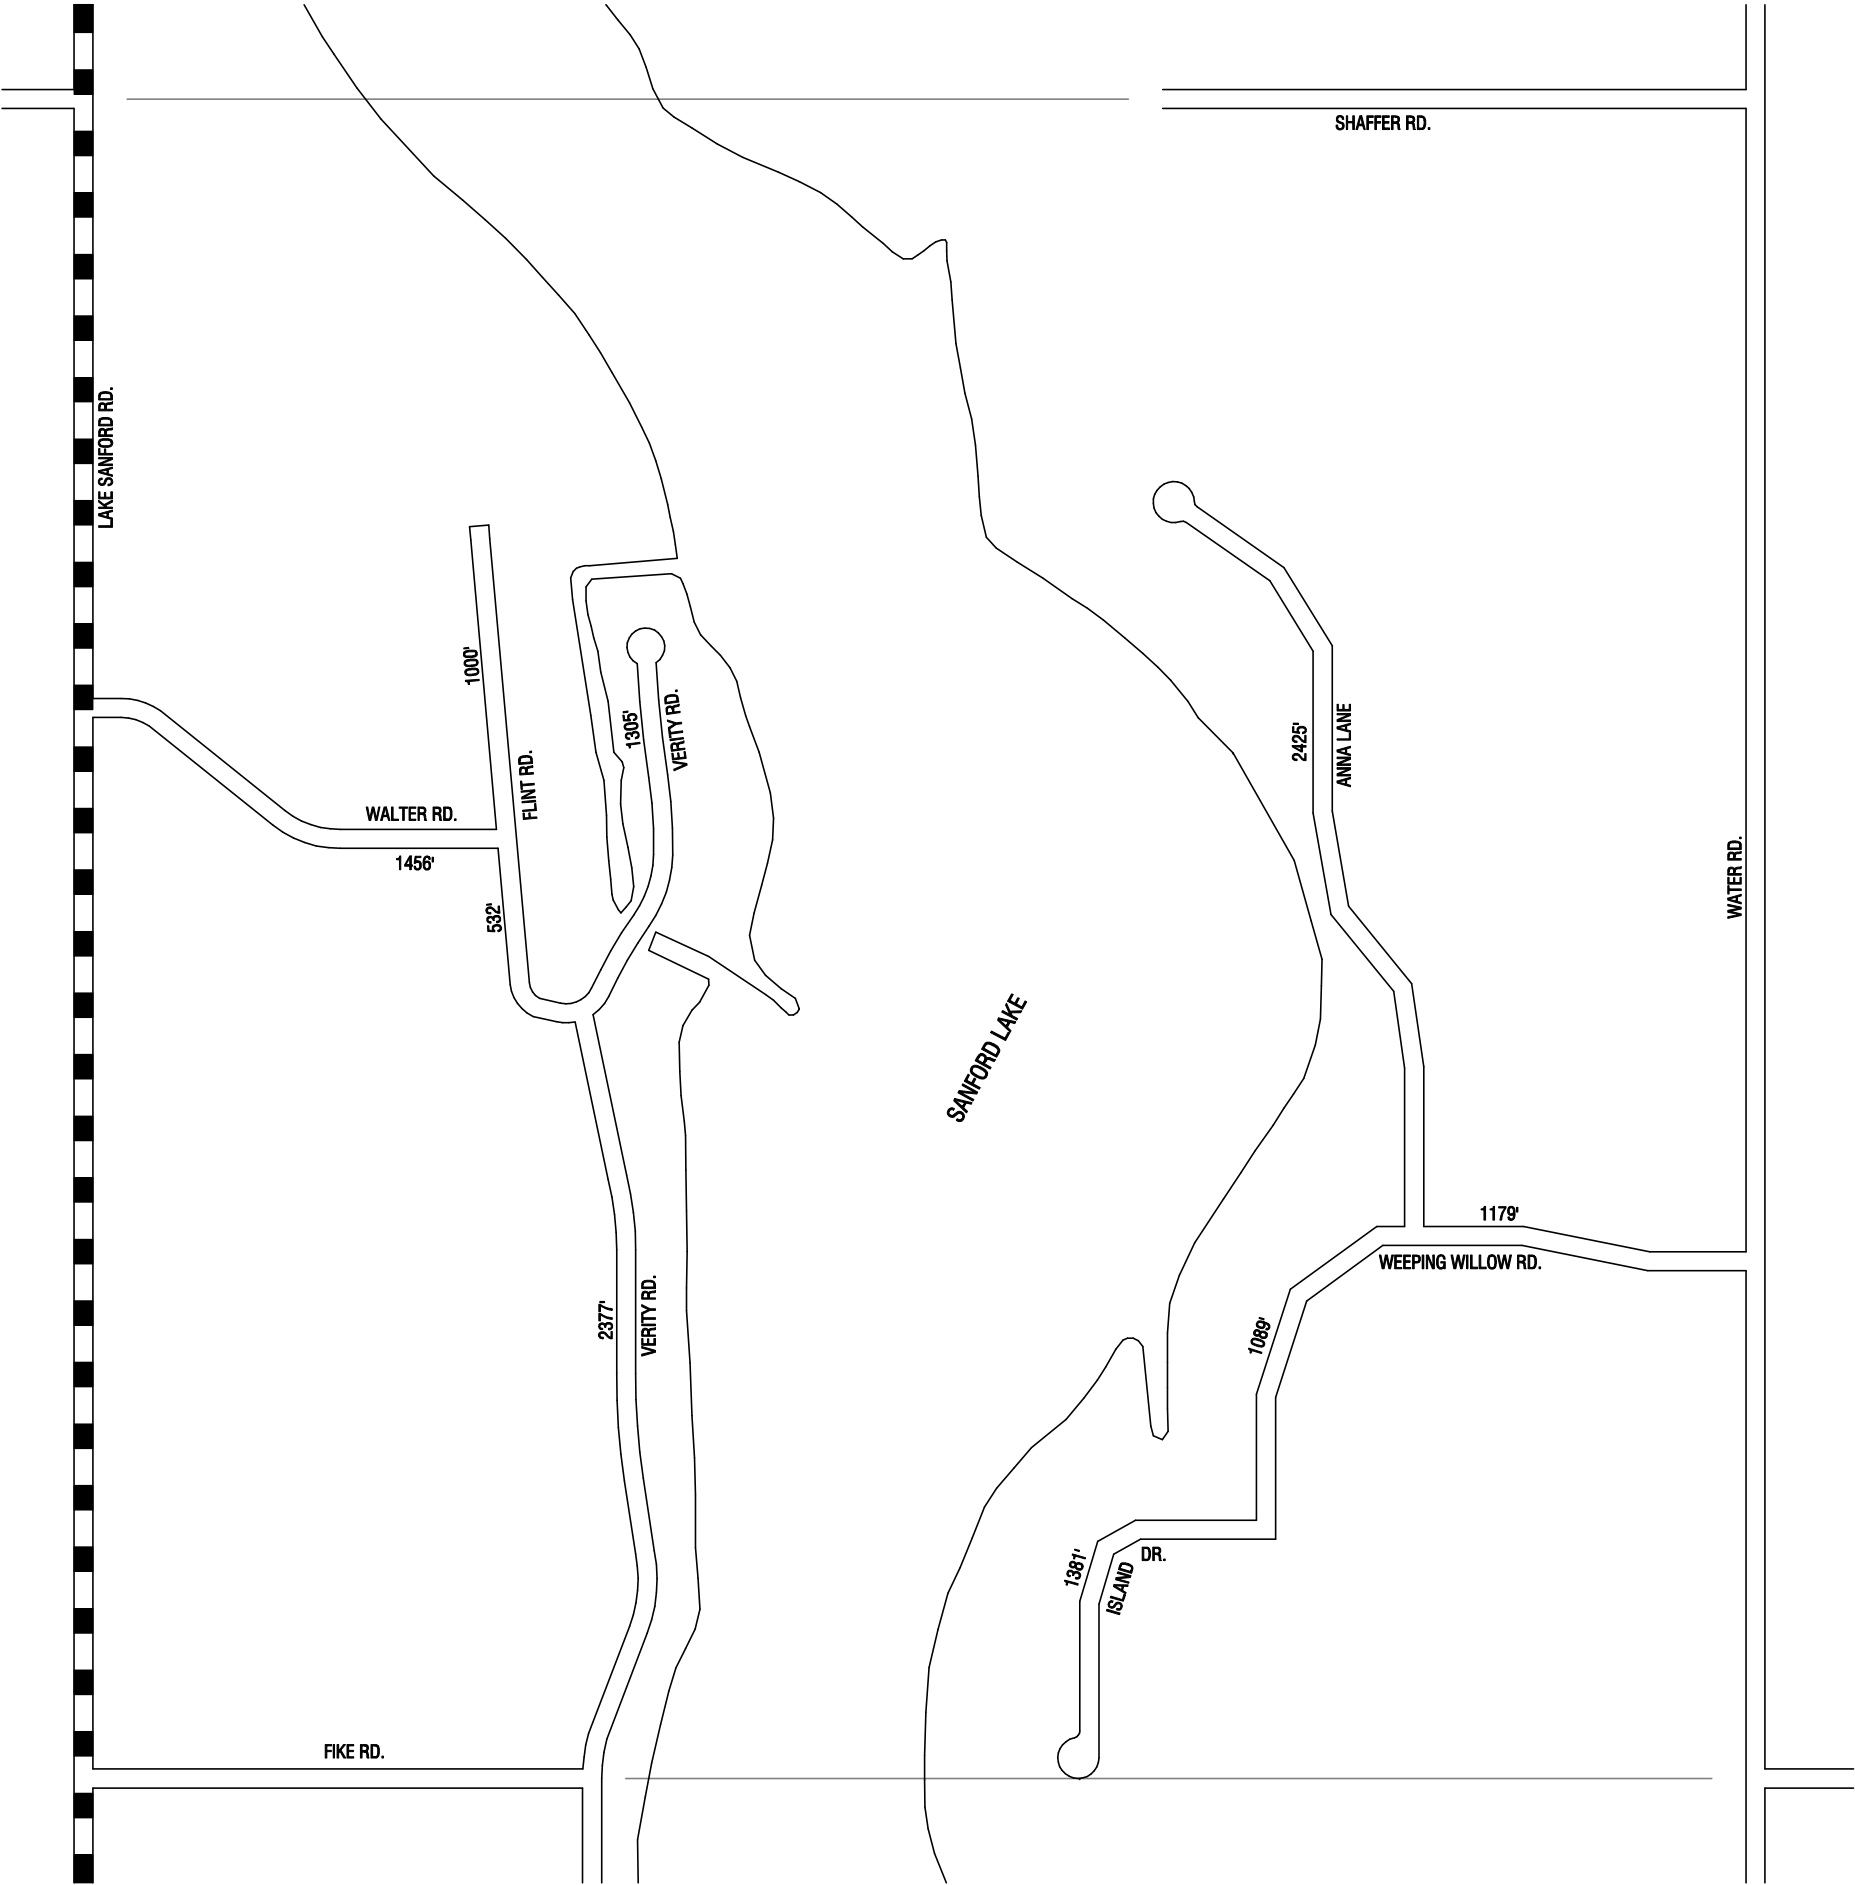 SHAFFER RD.
LAKE SANFORD RD.
1000'
1305'
VERITY RD.
FLINT RD.
2425'
ANNA LANE
WALTER RD.
1456'
532'
WATER RD.
SANFORD LAKE
1179'
WEEPING WILLOW RD.
2377'
VERITY RD.
1089'
1381'
ISLAND
DR.
FIKE RD.